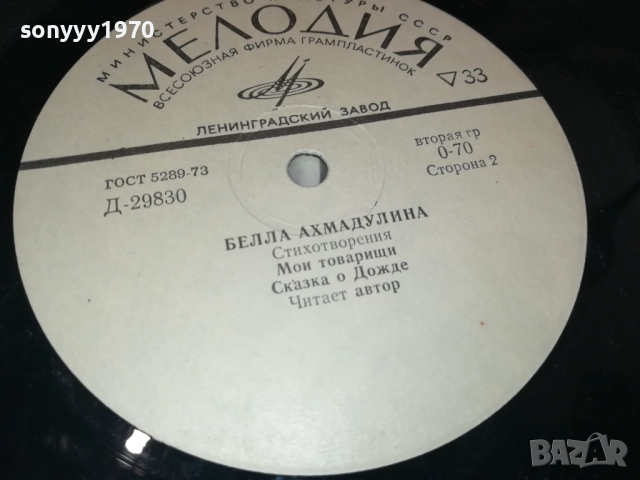 sonyyy1970
МИНИСТЕРСТВО КУЛЬТУРЫ СССР
МЕЛОДИЯ
ВСЕСОЮЗНАЯ ФИРМА ГРАМПЛАСТИНОК
33
ЛЕНИНГРАДСКИЙ ЗАВОД
ГОСТ 5289-73
Д-29830
вторая гр
0-70
Сторона 2
БЕЛЛА АХМАДУЛИНА
Стихотворения
Мои товарищи
Сказка о Дожде
Читает автор
BAZAR
.bg